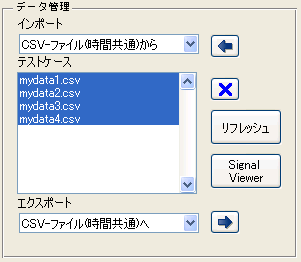 データ管理
インポート
CSV-ファイル(時間共通)から
テストケース
mydata1.csv
mydata2.csv
mydata3.csv
mydata4.csv
リフレッシュ
Signal
Viewer
エクスポート
CSV-ファイル(時間共通)へ